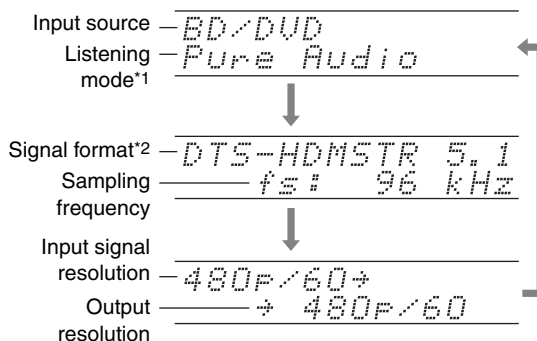 Input source
BD/DVD
Listening
mode*1
Pure Audio
Signal format*2
DTS-HDMSTR 5.1
Sampling
frequency
fs: 96 kHz
Input signal
resolution
480p/60→
Output
resolution
→ 480p/60